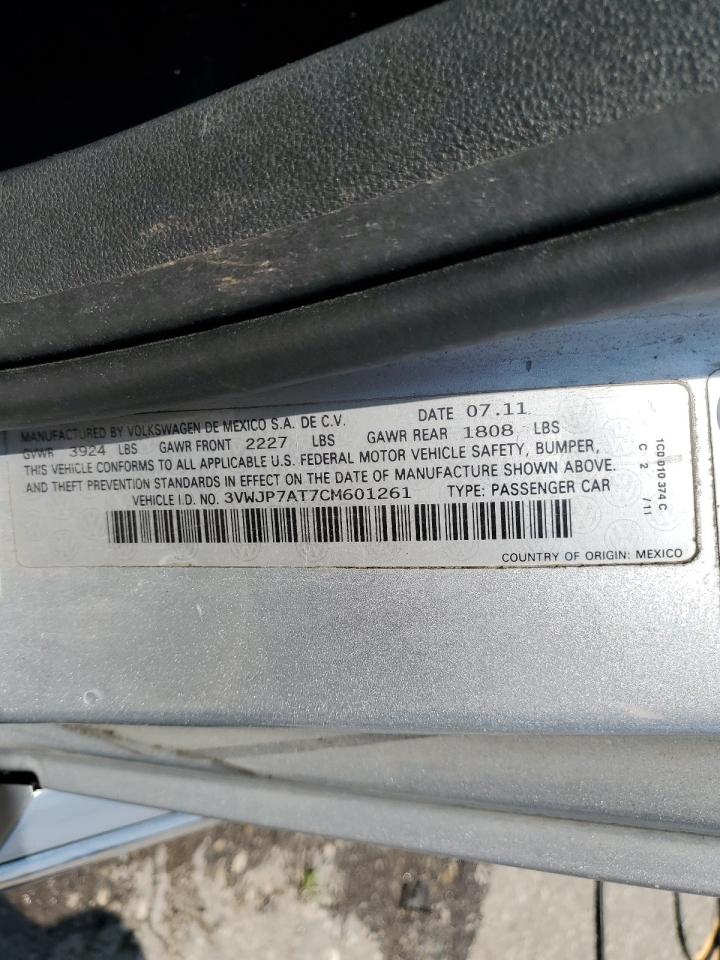 MANUFACTURED BY VOLKSWAGEN DE MEXICO S.A. DE C.V. DATE 07.11
GVWR 3924 LBS GAWR FRONT 2227 LBS GAWR REAR 1808 LBS
THIS VEHICLE CONFORMS TO ALL APPLICABLE U.S. FEDERAL MOTOR VEHICLE SAFETY, BUMPER,
AND THEFT PREVENTION STANDARDS IN EFFECT ON THE DATE OF MANUFACTURE SHOWN ABOVE.
VEHICLE I.D. NO. 3VWJP7AT7CM601261 TYPE: PASSENGER CAR
COUNTRY OF ORIGIN: MEXICO
1C0 010 374 C
C 2 /11